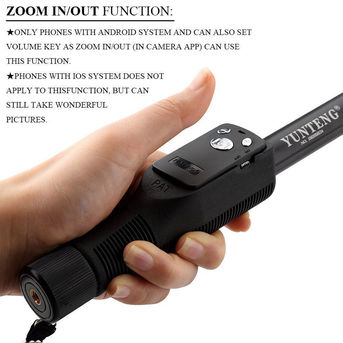 ZOOM IN/OUT FUNCTION:
★ONLY PHONES WITH ANDROID SYSTEM AND CAN ALSO SET
VOLUME KEY AS ZOOM IN/OUT (IN CAMERA APP) CAN USE
THIS FUNCTION.
★PHONES WITH IOS SYSTEM DOES NOT
APPLY TO THISFUNCTION, BUT CAN
STILL TAKE WONDERFUL
PICTURES.
YUNTENG
PAT